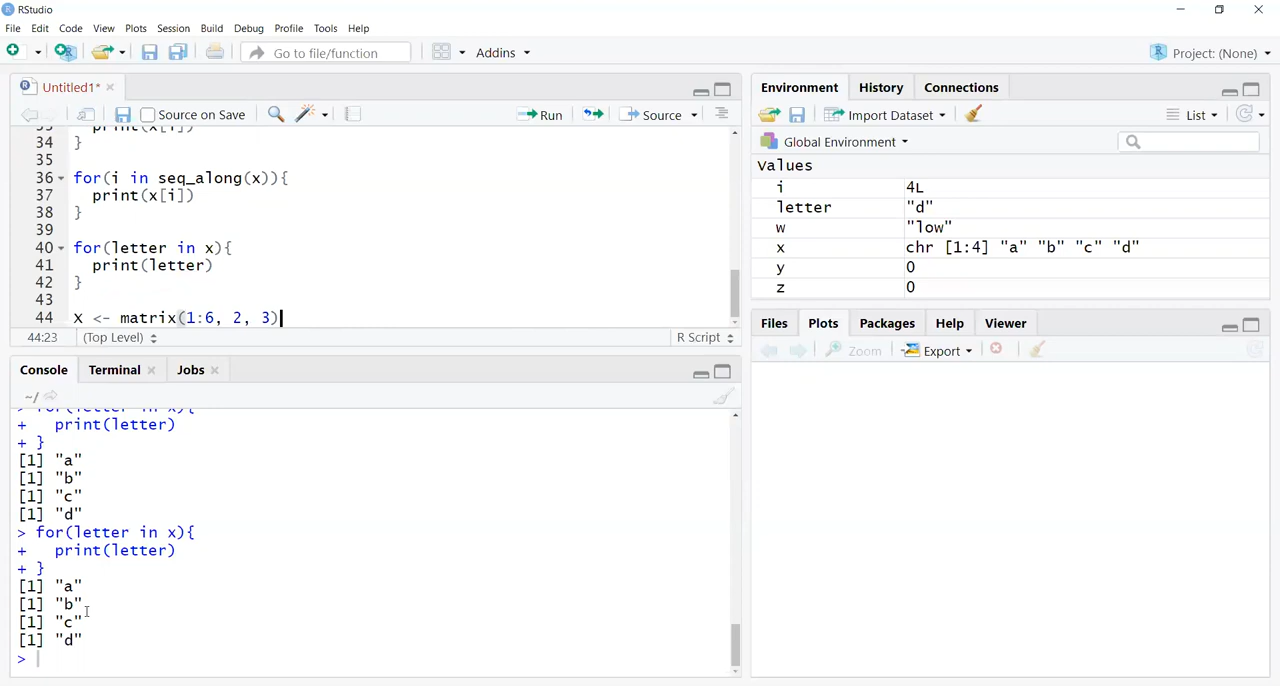 RStudio
File Edit Code View Plots Session Build Debug Profile Tools Help
Go to file/function Addins Project: (None)
Untitled1*
Source on Save Run Source
33 print(x[i])
34 }
35
36 for(i in seq_along(x)){
37 print(x[i])
38 }
39
40 for(letter in x){
41 print(letter)
42 }
43
44 x <- matrix(1:6, 2, 3)
44:23 (Top Level) R Script
Console Terminal Jobs
~/
> for(letter in x){
+ print(letter)
+ }
[1] "a"
[1] "b"
[1] "c"
[1] "d"
> for(letter in x){
+ print(letter)
+ }
[1] "a"
[1] "b"
[1] "c"
[1] "d"
>
Environment History Connections
Import Dataset List
Global Environment
Values
i 4L
letter "d"
w "low"
x chr [1:4] "a" "b" "c" "d"
y 0
z 0
Files Plots Packages Help Viewer
Zoom Export